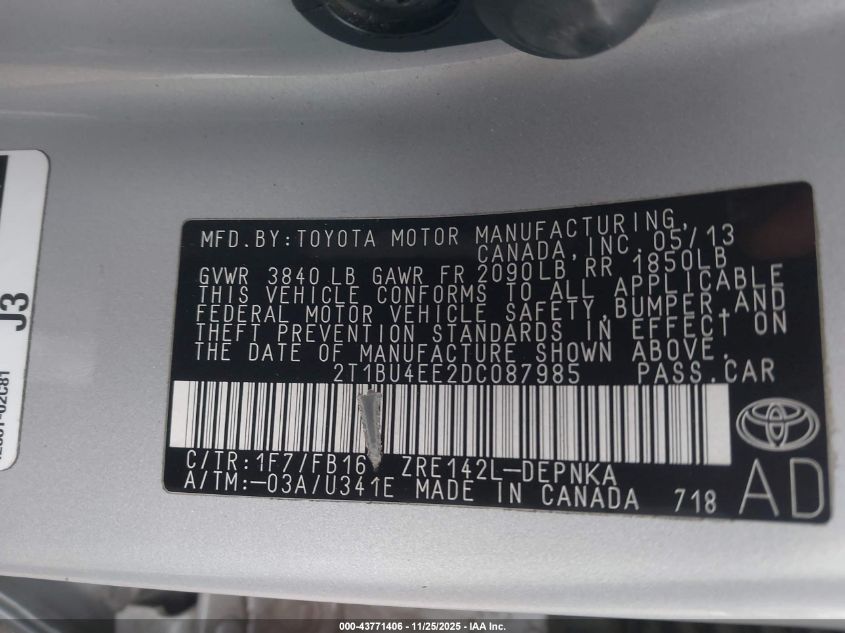 MFD.BY:TOYOTA MOTOR MANUFACTURING,
CANADA, INC. 05/13
GVWR 3840 LB GAWR FR 2090LB RR 1850LB
THIS VEHICLE CONFORMS TO ALL APPLICABLE
FEDERAL MOTOR VEHICLE SAFETY,BUMPER,AND
THEFT PREVENTION STANDARDS IN EFFECT ON
THE DATE OF MANUFACTURE SHOWN ABOVE.
2T1BU4EE2DC087985 PASS.CAR
C/TR:1F7/FB16 ZRE142L-DEPNKA
A/TM:-03A/U341E MADE IN CANADA 718
AD
J3
000-43771406 - 11/25/2025 - IAA Inc.